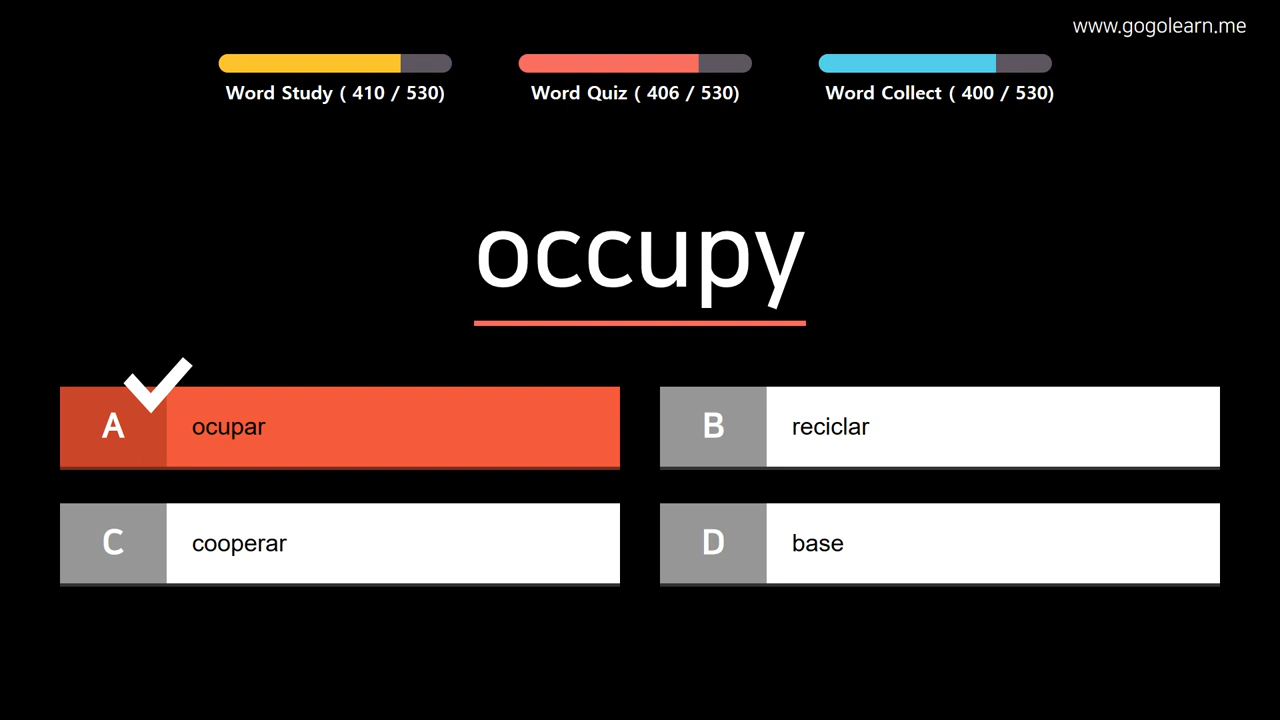 www.gogolearn.me
Word Study ( 410 / 530)
Word Quiz ( 406 / 530)
Word Collect ( 400 / 530)
occupy
A ocupar
B reciclar
C cooperar
D base